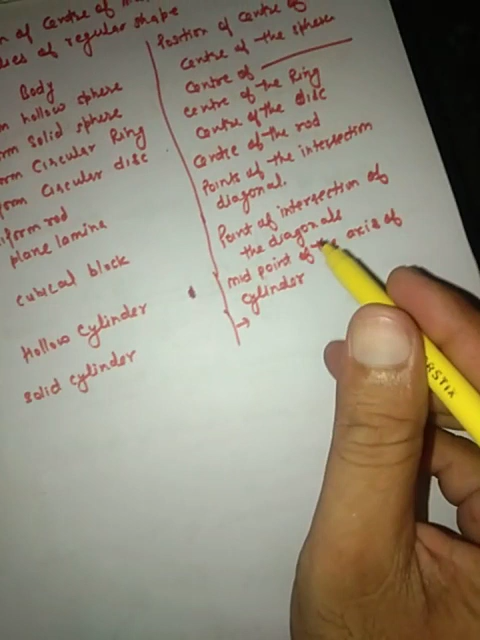 of Centre of
of regular shape
Position of Centre of
Body
Centre of the sphere
hollow sphere
Centre of
solid sphere
centre of the Ring
Circular Ring
Centre of the disc
Circular disc
Centre of the rod
rod
Points of the intersection
diagonal.
plane lamina
Point of intersection of
the diagonals
cubical block
mid point of the axis of
cylinder
Hollow Cylinder
→
Solid cylinder